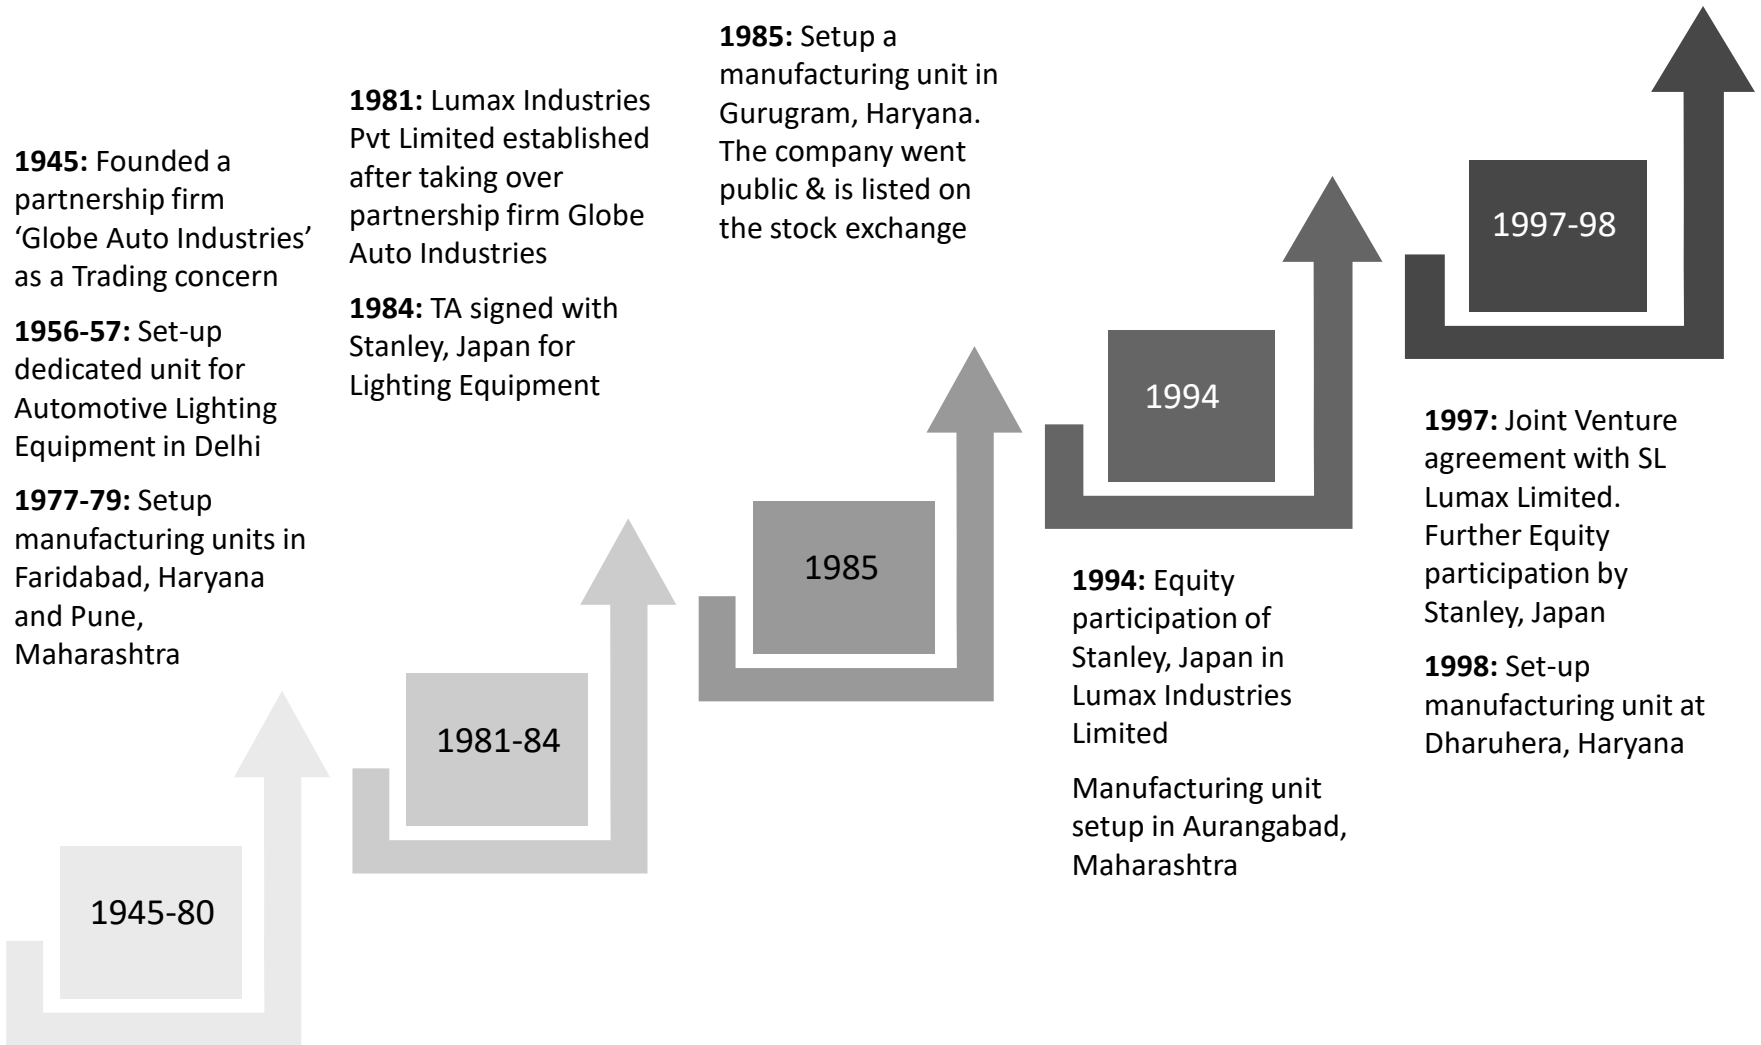 1945: Founded a
partnership firm
‘Globe Auto Industries’
as a Trading concern
1956-57: Set-up
dedicated unit for
Automotive Lighting
Equipment in Delhi
1977-79: Setup
manufacturing units in
Faridabad, Haryana
and Pune,
Maharashtra
1945-80
1981: Lumax Industries
Pvt Limited established
after taking over
partnership firm Globe
Auto Industries
1984: TA signed with
Stanley, Japan for
Lighting Equipment
1981-84
1985: Setup a
manufacturing unit in
Gurugram, Haryana.
The company went
public & is listed on
the stock exchange
1985
1994
1994: Equity
participation of
Stanley, Japan in
Lumax Industries
Limited
Manufacturing unit
setup in Aurangabad,
Maharashtra
1997-98
1997: Joint Venture
agreement with SL
Lumax Limited.
Further Equity
participation by
Stanley, Japan
1998: Set-up
manufacturing unit at
Dharuhera, Haryana